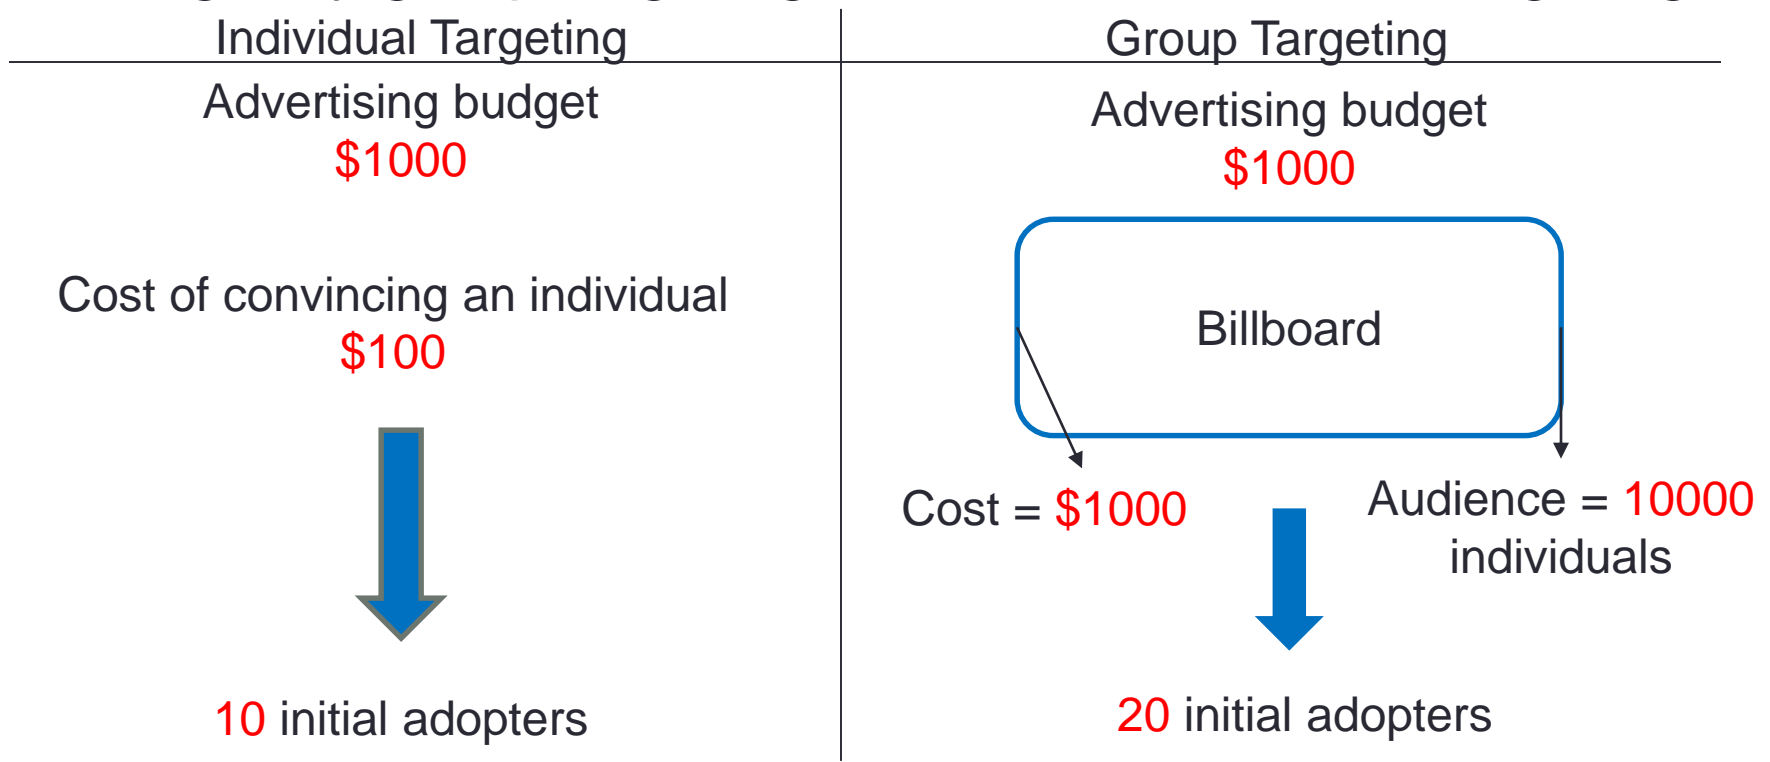 Individual Targeting
Advertising budget
$1000
Cost of convincing an individual
$100
10 initial adopters
Group Targeting
Advertising budget
$1000
Billboard
Cost = $1000
Audience = 10000
individuals
20 initial adopters